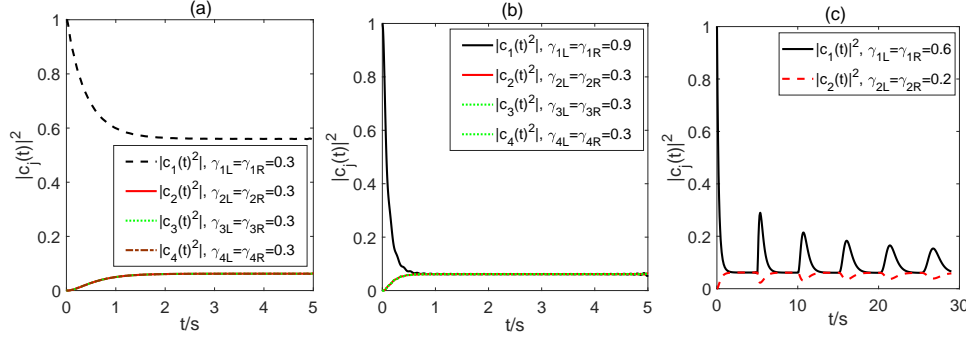 (a)
1
0.8
0.6
0.4
0.2
0
|c_j(t)|^2
|c_1(t)^2|, γ_1L=γ_1R=0.3
|c_2(t)^2|, γ_2L=γ_2R=0.3
|c_3(t)^2|, γ_3L=γ_3R=0.3
|c_4(t)^2|, γ_4L=γ_4R=0.3
0 1 2 3 4 5
t/s
(b)
1
0.8
0.6
0.4
0.2
0
|c_j(t)|^2
|c_1(t)^2|, γ_1L=γ_1R=0.9
|c_2(t)^2|, γ_2L=γ_2R=0.3
|c_3(t)^2|, γ_3L=γ_3R=0.3
|c_4(t)^2|, γ_4L=γ_4R=0.3
0 1 2 3 4 5
t/s
(c)
1
0.8
0.6
0.4
0.2
0
|c_j(t)|^2
|c_1(t)|^2, γ_1L=γ_1R=0.6
|c_2(t)|^2, γ_2L=γ_2R=0.2
0 10 20 30
t/s